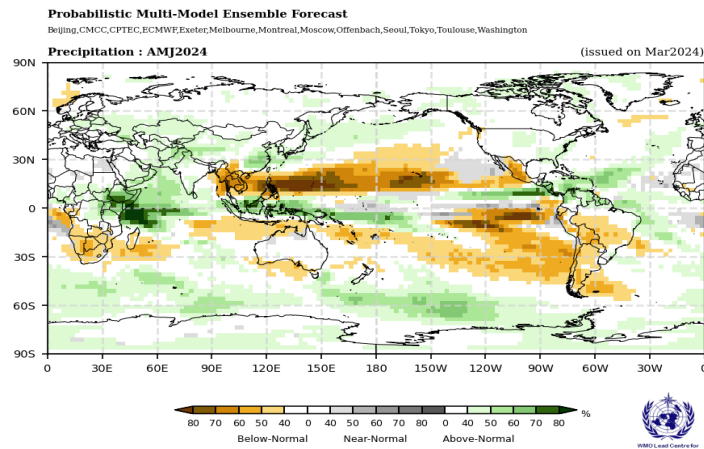 Probabilistic Multi-Model Ensemble Forecast
Beijing,CMCC,CPTEC,ECMWF,Exeter,Melbourne,Montreal,Moscow,Offenbach,Seoul,Tokyo,Toulouse,Washington
Precipitation : AMJ2024 (issued on Mar2024)
90N
60N
30N
0
30S
60S
90S
0 30E 60E 90E 120E 150E 180 150W 120W 90W 60W 30W 0
80 70 60 50 40 0 40 50 60 70 80 0 40 50 60 70 80 %
Below-Normal Near-Normal Above-Normal
WMO Lead Centre for